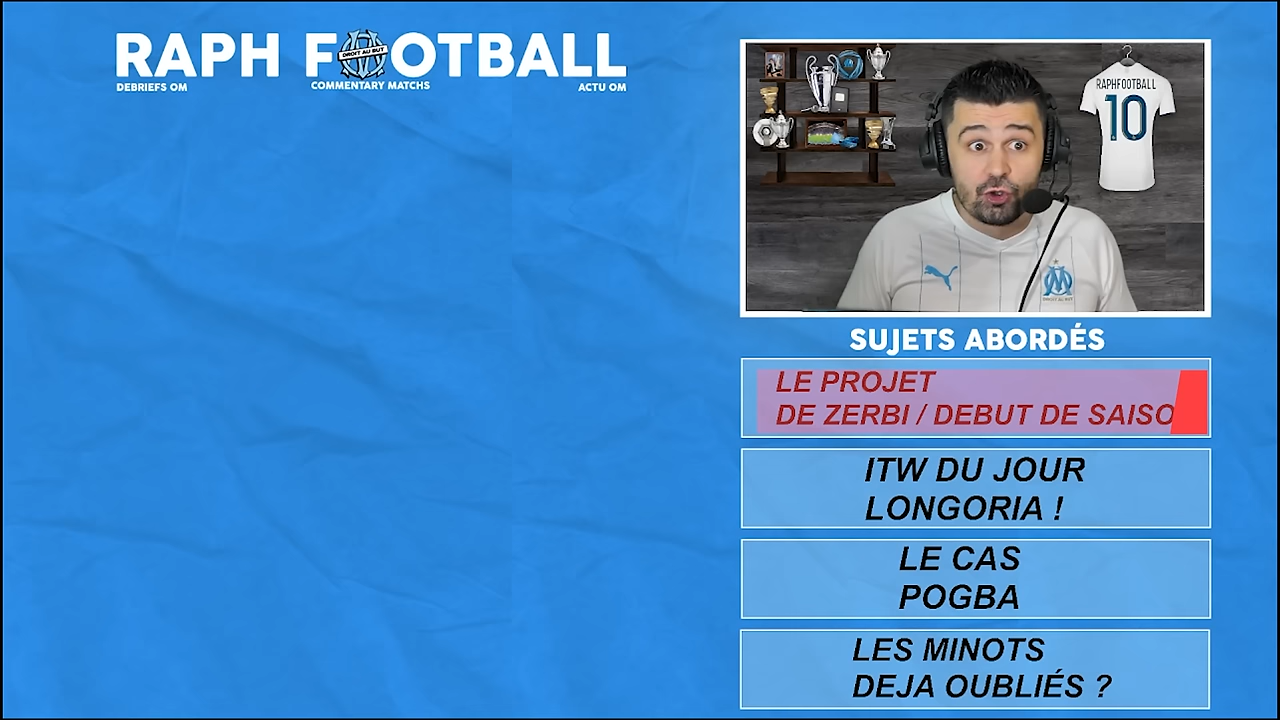 RAPH FOOTBALL
DROIT AU BUT
DEBRIEFS OM
COMMENTARY MATCHS
ACTU OM
RAPHFOOTBALL
10
SUJETS ABORDÉS
LE PROJET
DE ZERBI / DEBUT DE SAISO
ITW DU JOUR
LONGORIA !
LE CAS
POGBA
LES MINOTS
DEJA OUBLIÉS ?